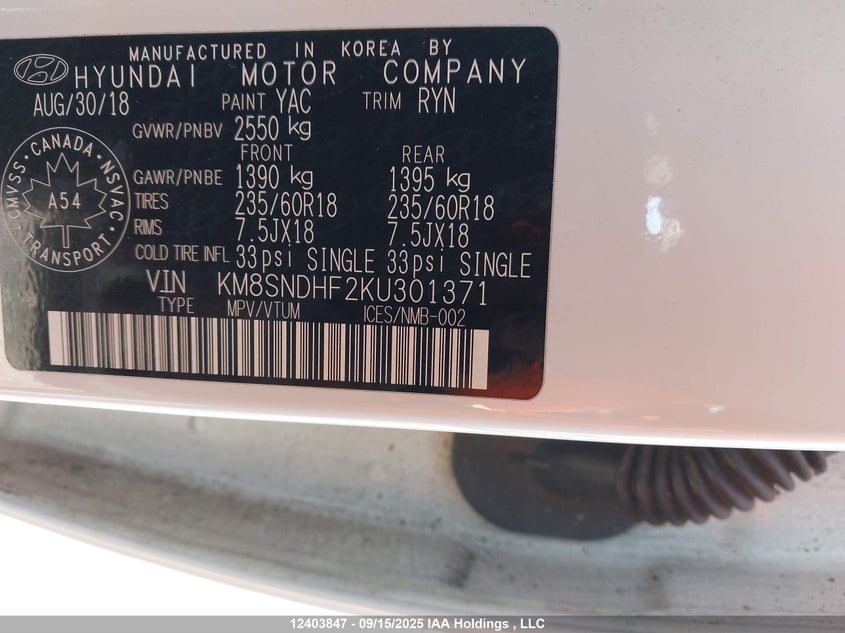 MANUFACTURED IN KOREA BY
HYUNDAI MOTOR COMPANY
AUG/30/18 PAINT YAC TRIM RYN
GVWR/PNBV 2550 kg
FRONT REAR
GAWR/PNBE 1390 kg 1395 kg
TIRES 235/60R18 235/60R18
RIMS 7.5JX18 7.5JX18
COLD TIRE INFL 33psi SINGLE 33psi SINGLE
VIN KM8SNDHF2KU301371
TYPE MPV/VTUM ICES/NMB-002
CMVSS · CANADA · NSVAC
A54
TRANSPORT
12403847 - 09/15/2025 IAA Holdings , LLC